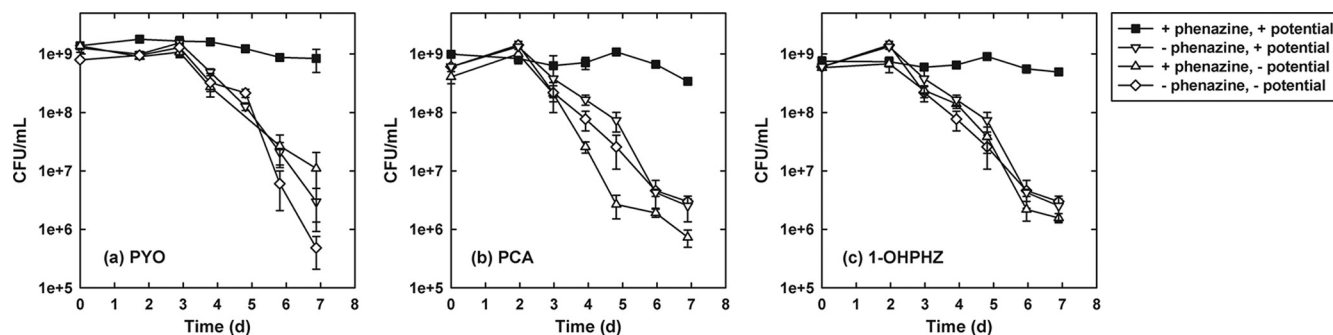 CFU/mL
1e+9
1e+8
1e+7
1e+6
1e+5
(a) PYO
0 1 2 3 4 5 6 7 8
Time (d)
CFU/mL
1e+9
1e+8
1e+7
1e+6
1e+5
(b) PCA
0 1 2 3 4 5 6 7 8
Time (d)
CFU/mL
1e+9
1e+8
1e+7
1e+6
1e+5
(c) 1-OHPHZ
0 1 2 3 4 5 6 7 8
Time (d)
+ phenazine, + potential
- phenazine, + potential
+ phenazine, - potential
- phenazine, - potential